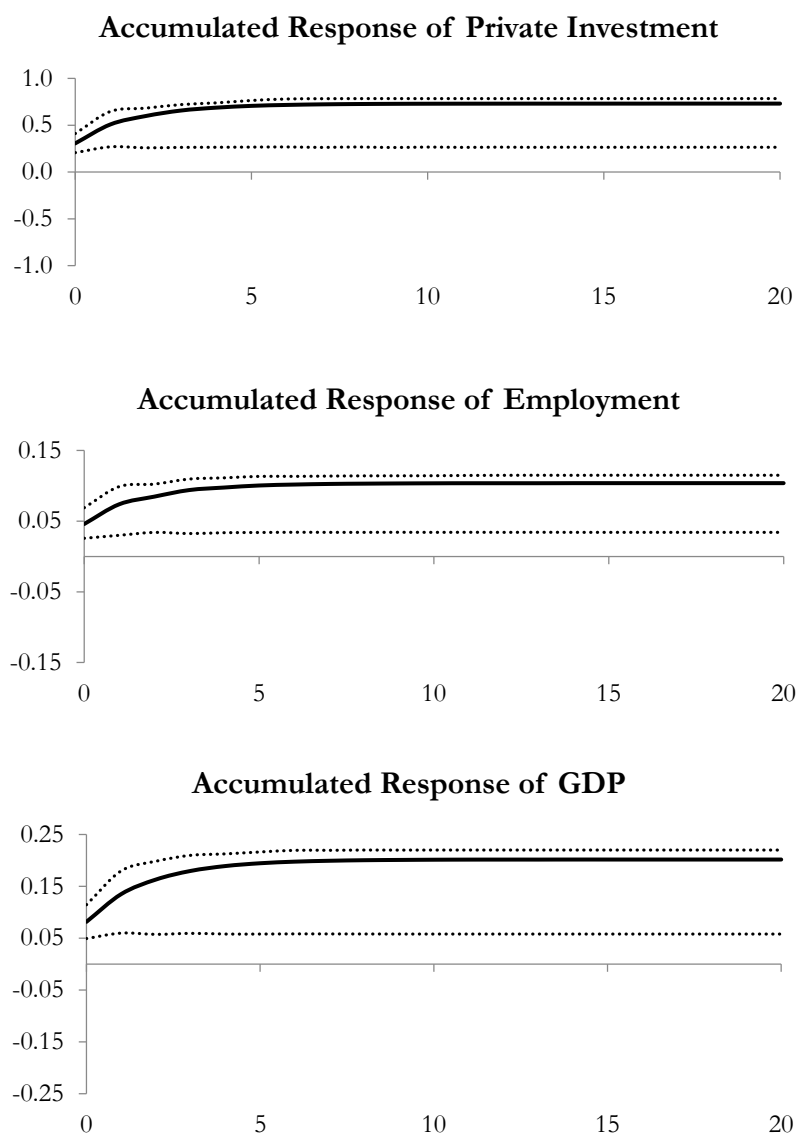 Accumulated Response of Private Investment
1.0
0.5
0.0
-0.5
-1.0
0 5 10 15 20
Accumulated Response of Employment
0.15
0.05
-0.05
-0.15
0 5 10 15 20
Accumulated Response of GDP
0.25
0.15
0.05
-0.05
-0.15
-0.25
0 5 10 15 20